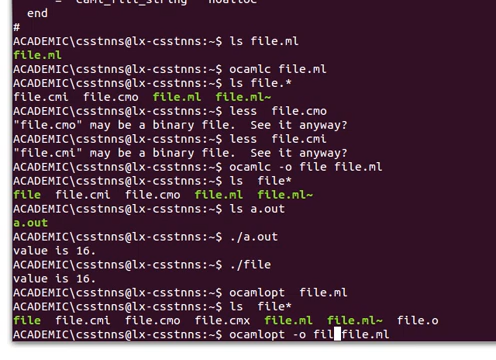 = "caml_fill_string" "noalloc"
end
#
ACADEMIC\csstnns@lx-csstnns:~$ ls file.ml
file.ml
ACADEMIC\csstnns@lx-csstnns:~$ ocamlc file.ml
ACADEMIC\csstnns@lx-csstnns:~$ ls file.*
file.cmi  file.cmo  file.ml  file.ml~
ACADEMIC\csstnns@lx-csstnns:~$ less  file.cmo
"file.cmo" may be a binary file.  See it anyway?
ACADEMIC\csstnns@lx-csstnns:~$ less  file.cmi
"file.cmi" may be a binary file.  See it anyway?
ACADEMIC\csstnns@lx-csstnns:~$ ocamlc -o file file.ml
ACADEMIC\csstnns@lx-csstnns:~$ ls  file*
file  file.cmi  file.cmo  file.ml  file.ml~
ACADEMIC\csstnns@lx-csstnns:~$ ls a.out
a.out
ACADEMIC\csstnns@lx-csstnns:~$ ./a.out
value is 16.
ACADEMIC\csstnns@lx-csstnns:~$ ./file
value is 16.
ACADEMIC\csstnns@lx-csstnns:~$ ocamlopt  file.ml
ACADEMIC\csstnns@lx-csstnns:~$ ls  file*
file  file.cmi  file.cmo  file.cmx  file.ml  file.ml~  file.o
ACADEMIC\csstnns@lx-csstnns:~$ ocamlopt -o fil file.ml